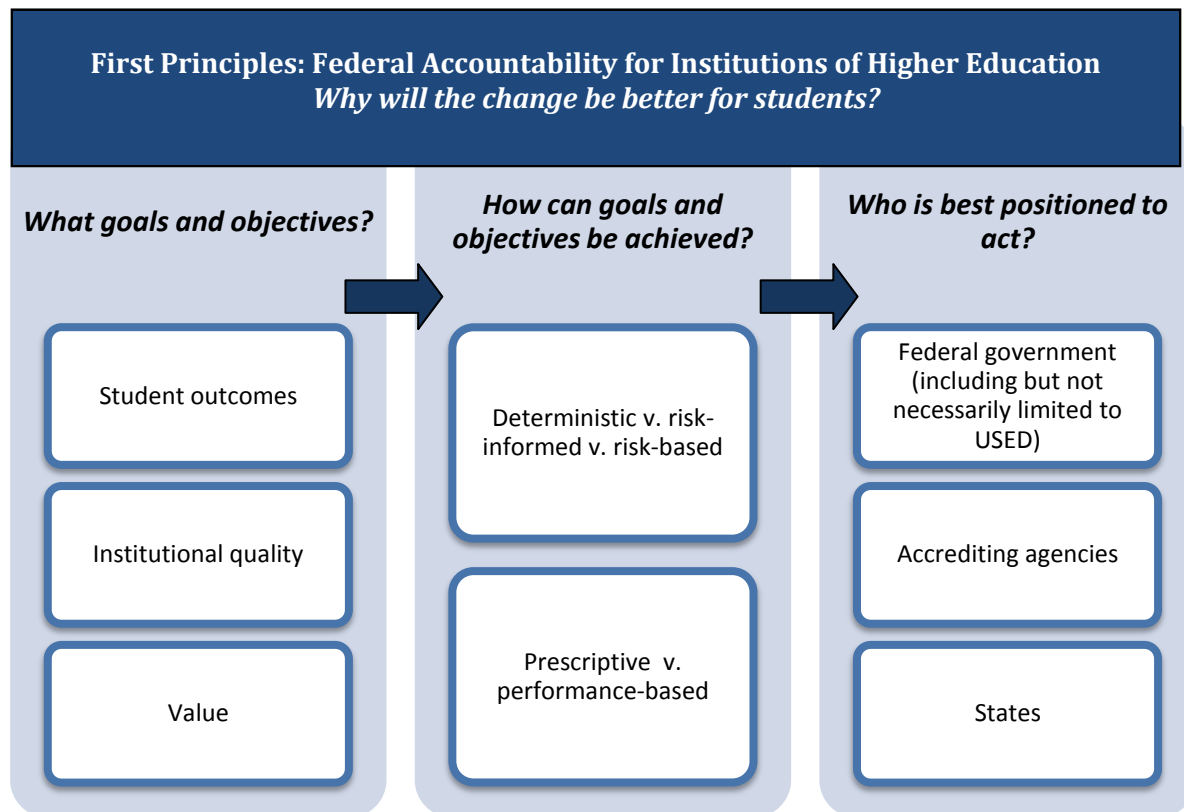 First Principles: Federal Accountability for Institutions of Higher Education
Why will the change be better for students?
What goals and objectives?
Student outcomes
Institutional quality
Value
How can goals and
objectives be achieved?
Deterministic v. risk-
informed v. risk-based
Prescriptive v.
performance-based
Who is best positioned to
act?
Federal government
(including but not
necessarily limited to
USED)
Accrediting agencies
States